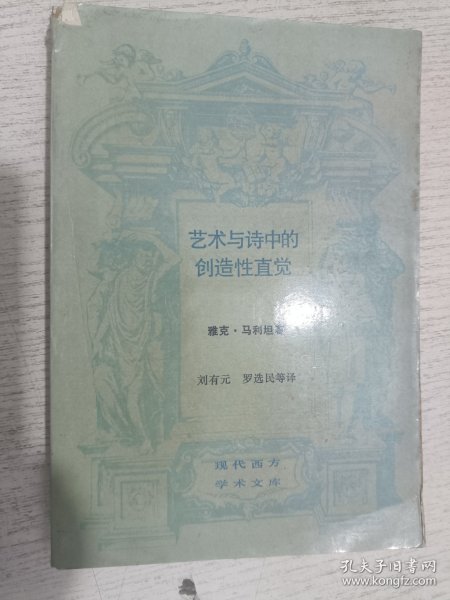 艺术与诗中的
创造性直觉
雅克·马利坦著
刘有元 罗选民等译
现代西方
学术文库
孔夫子旧书网
www.kongfz.com